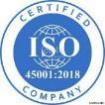 CERTIFIED
ISO
45001:2018
COMPANY